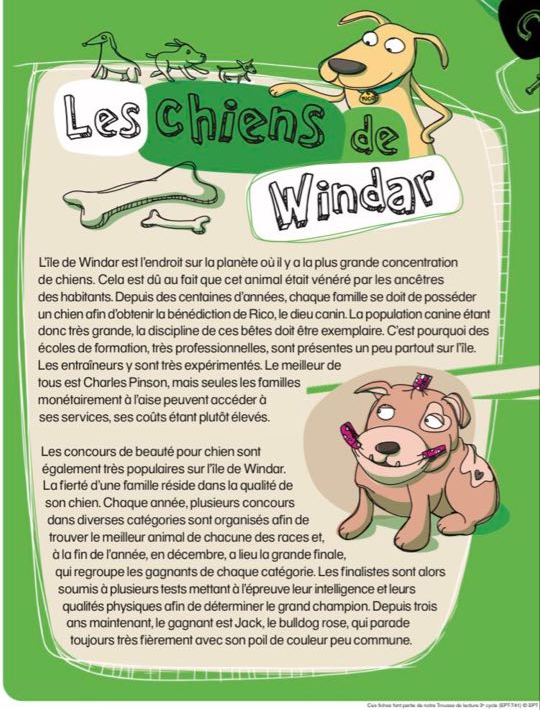 Les chiens de
Windar
RICO
L'île de Windar est l'endroit sur la planète où il y a la plus grande concentration
de chiens. Cela est dû au fait que cet animal était vénéré par les ancêtres
des habitants. Depuis des centaines d'années, chaque famille se doit de posséder
un chien afin d'obtenir la bénédiction de Rico, le dieu canin. La population canine étant
donc très grande, la discipline de ces bêtes doit être exemplaire. C'est pourquoi des
écoles de formation, très professionnelles, sont présentes un peu partout sur l'île.
Les entraîneurs y sont très expérimentés. Le meilleur de
tous est Charles Pinson, mais seules les familles
monétairement à l'aise peuvent accéder à
ses services, ses coûts étant plutôt élevés.
Les concours de beauté pour chien sont
également très populaires sur l'île de Windar.
La fierté d'une famille réside dans la qualité de
son chien. Chaque année, plusieurs concours
dans diverses catégories sont organisés afin de
trouver le meilleur animal de chacune des races et,
à la fin de l'année, en décembre, a lieu la grande finale,
qui regroupe les gagnants de chaque catégorie. Les finalistes sont alors
soumis à plusieurs tests mettant à l'épreuve leur intelligence et leurs
qualités physiques afin de déterminer le grand champion. Depuis trois
ans maintenant, le gagnant est Jack, le bulldog rose, qui parade
toujours très fièrement avec son poil de couleur peu commune.
Ces fiches font partie de notre Trousse de lecture 3e cycle (EPT-741) © EPT